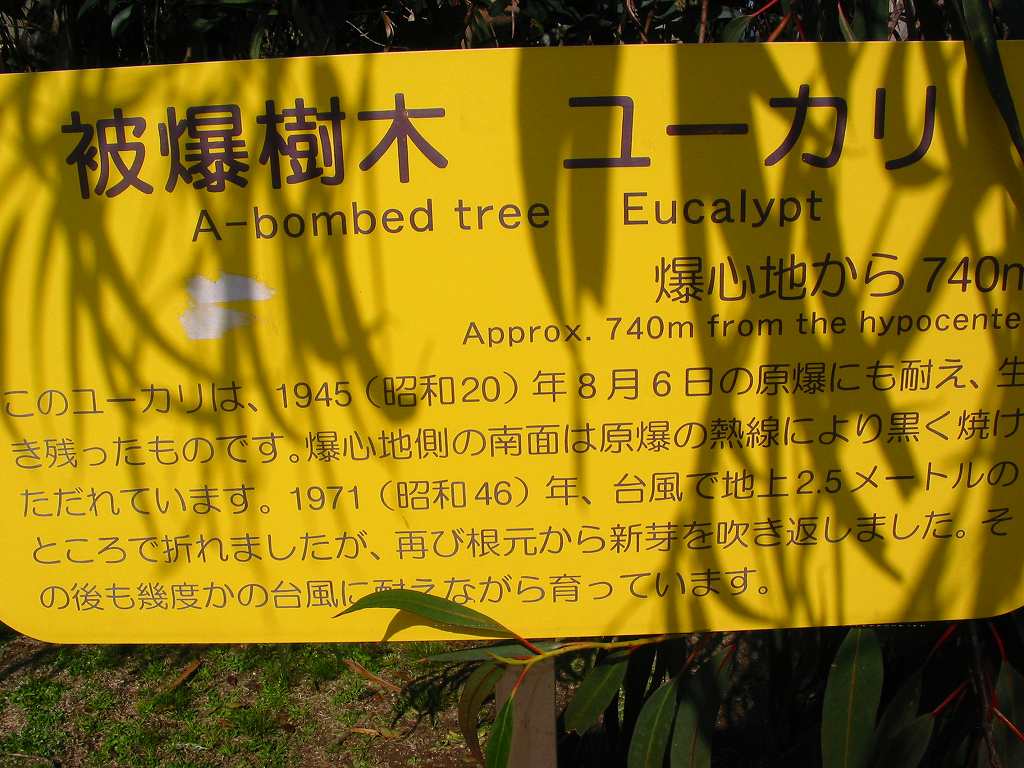 被爆樹木　ユーカリ
A-bombed tree　Eucalypt
爆心地から 740m
Approx. 740m from the hypocente
このユーカリは、1945（昭和20）年８月６日の原爆にも耐え、生
き残ったものです。爆心地側の南面は原爆の熱線により黒く焼け
ただれています。1971（昭和46）年、台風で地上2.5メートルの
ところで折れましたが、再び根元から新芽を吹き返しました。そ
の後も幾度かの台風に耐えながら育っています。